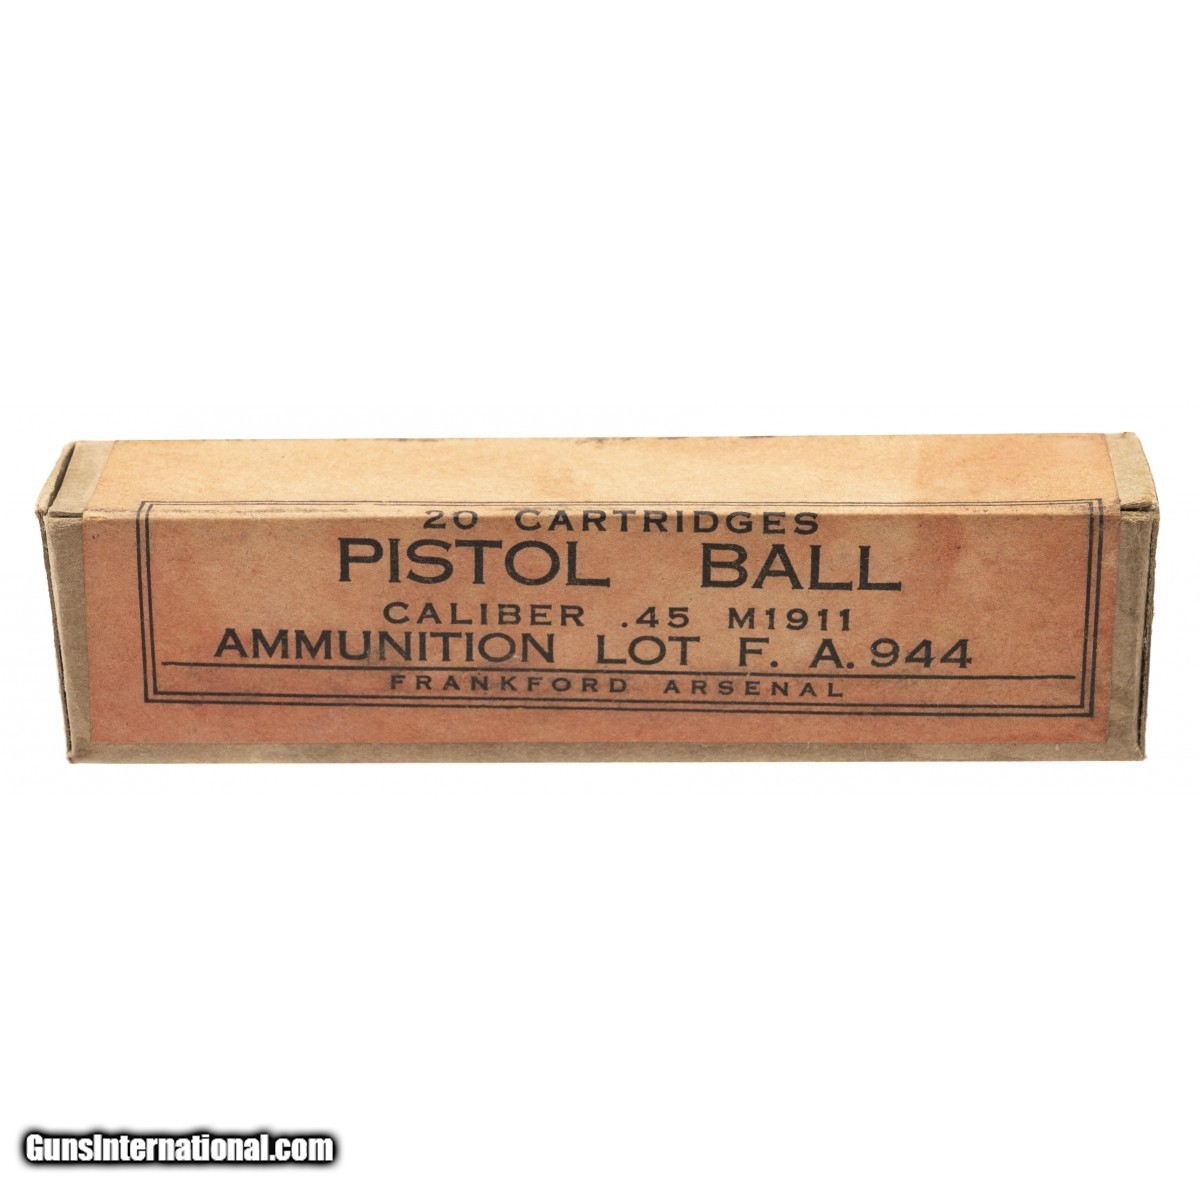 20 CARTRIDGES
PISTOL BALL
CALIBER .45 M1911
AMMUNITION LOT F. A. 944
FRANKFORD ARSENAL
GunsInternational.com